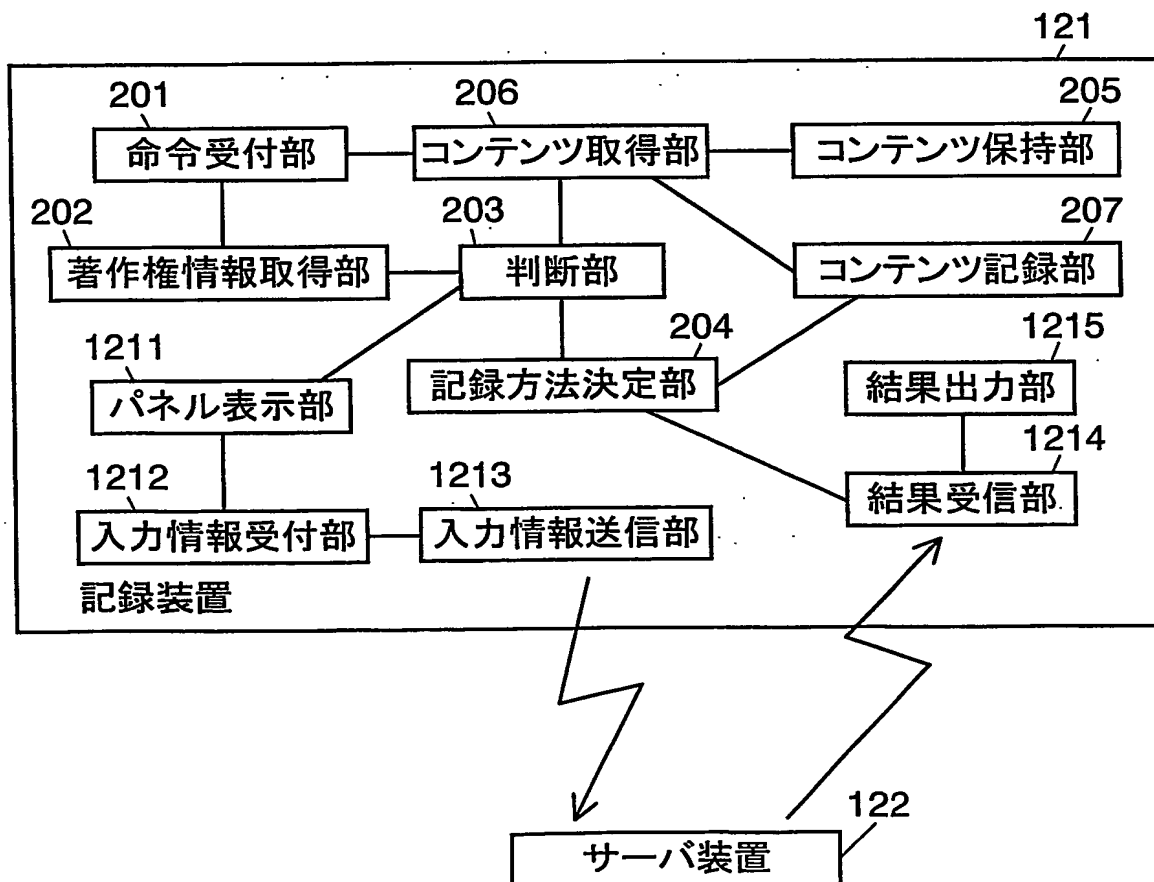 121
201
206
205
命令受付部
コンテンツ取得部
コンテンツ保持部
202
203
207
著作権情報取得部
判断部
コンテンツ記録部
1211
204
1215
パネル表示部
記録方法決定部
結果出力部
1212
1213
1214
入力情報受付部
入力情報送信部
結果受信部
記録装置
122
サーバ装置